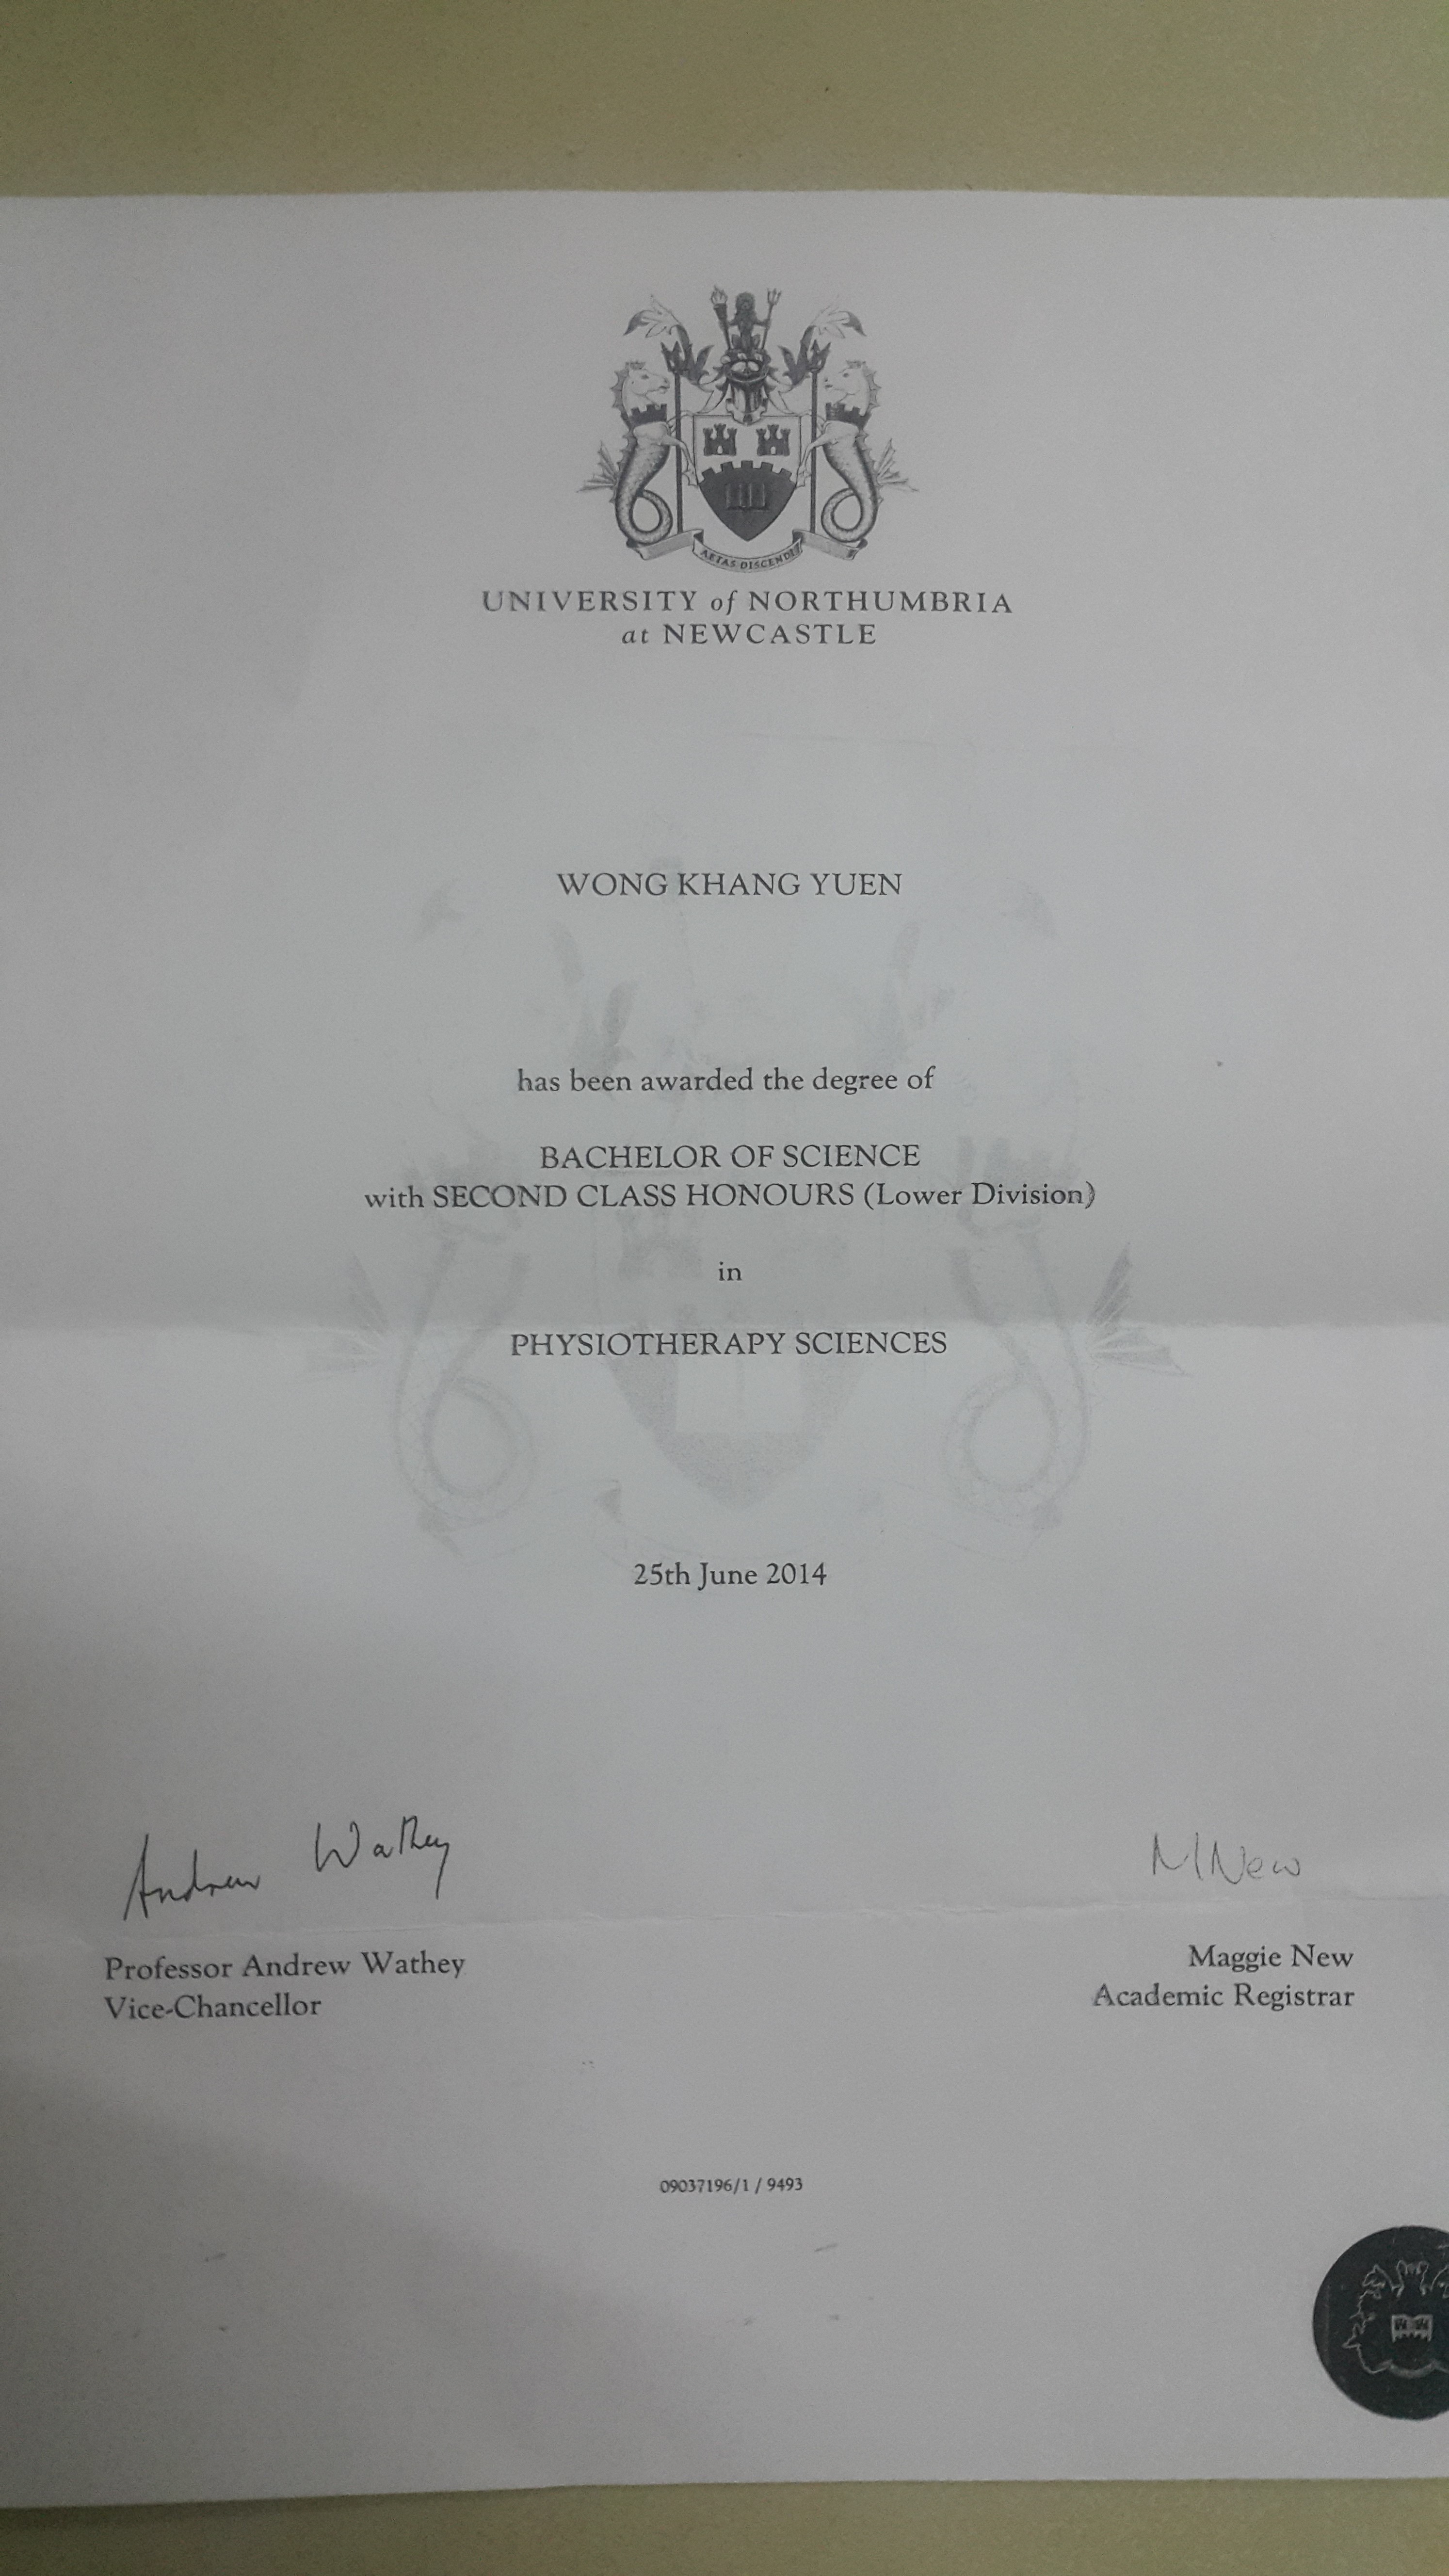 AETAS DISCENDI
UNIVERSITY of NORTHUMBRIA
at NEWCASTLE
WONG KHANG YUEN
has been awarded the degree of
BACHELOR OF SCIENCE
with SECOND CLASS HONOURS (Lower Division)
in
PHYSIOTHERAPY SCIENCES
25th June 2014
Andrew Wathey
Professor Andrew Wathey
Vice-Chancellor
MNew
Maggie New
Academic Registrar
09037196/1 / 9493